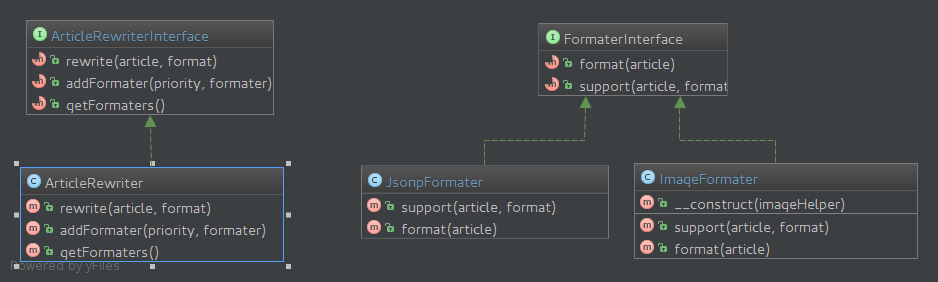 I ArticleRewriterInterface
m rewrite(article, format)
m addFormater(priority, formater)
m getFormaters()
C ArticleRewriter
m rewrite(article, format)
m addFormater(priority, formater)
m getFormaters()
Powered by yFiles
I FormaterInterface
m format(article)
m support(article, format
C JsonpFormater
m support(article, format)
m format(article)
C ImageFormater
m __construct(imageHelper)
m support(article, format)
m format(article)